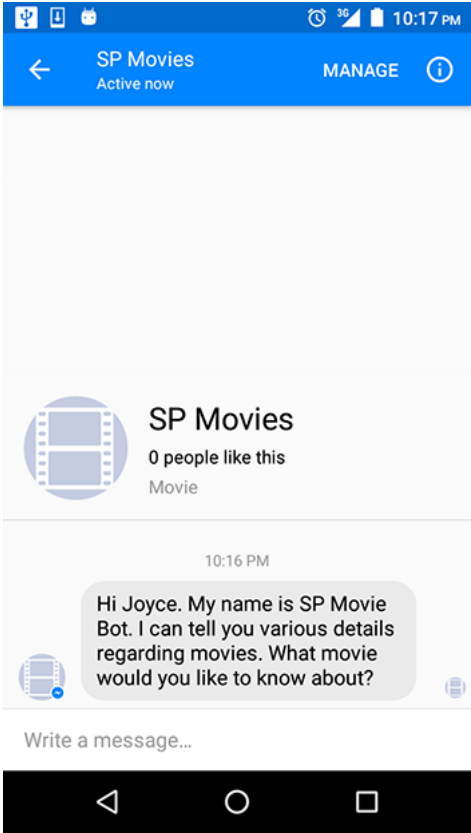 3G 10:17 PM
SP Movies
Active now
MANAGE
SP Movies
0 people like this
Movie
10:16 PM
Hi Joyce. My name is SP Movie
Bot. I can tell you various details
regarding movies. What movie
would you like to know about?
Write a message...